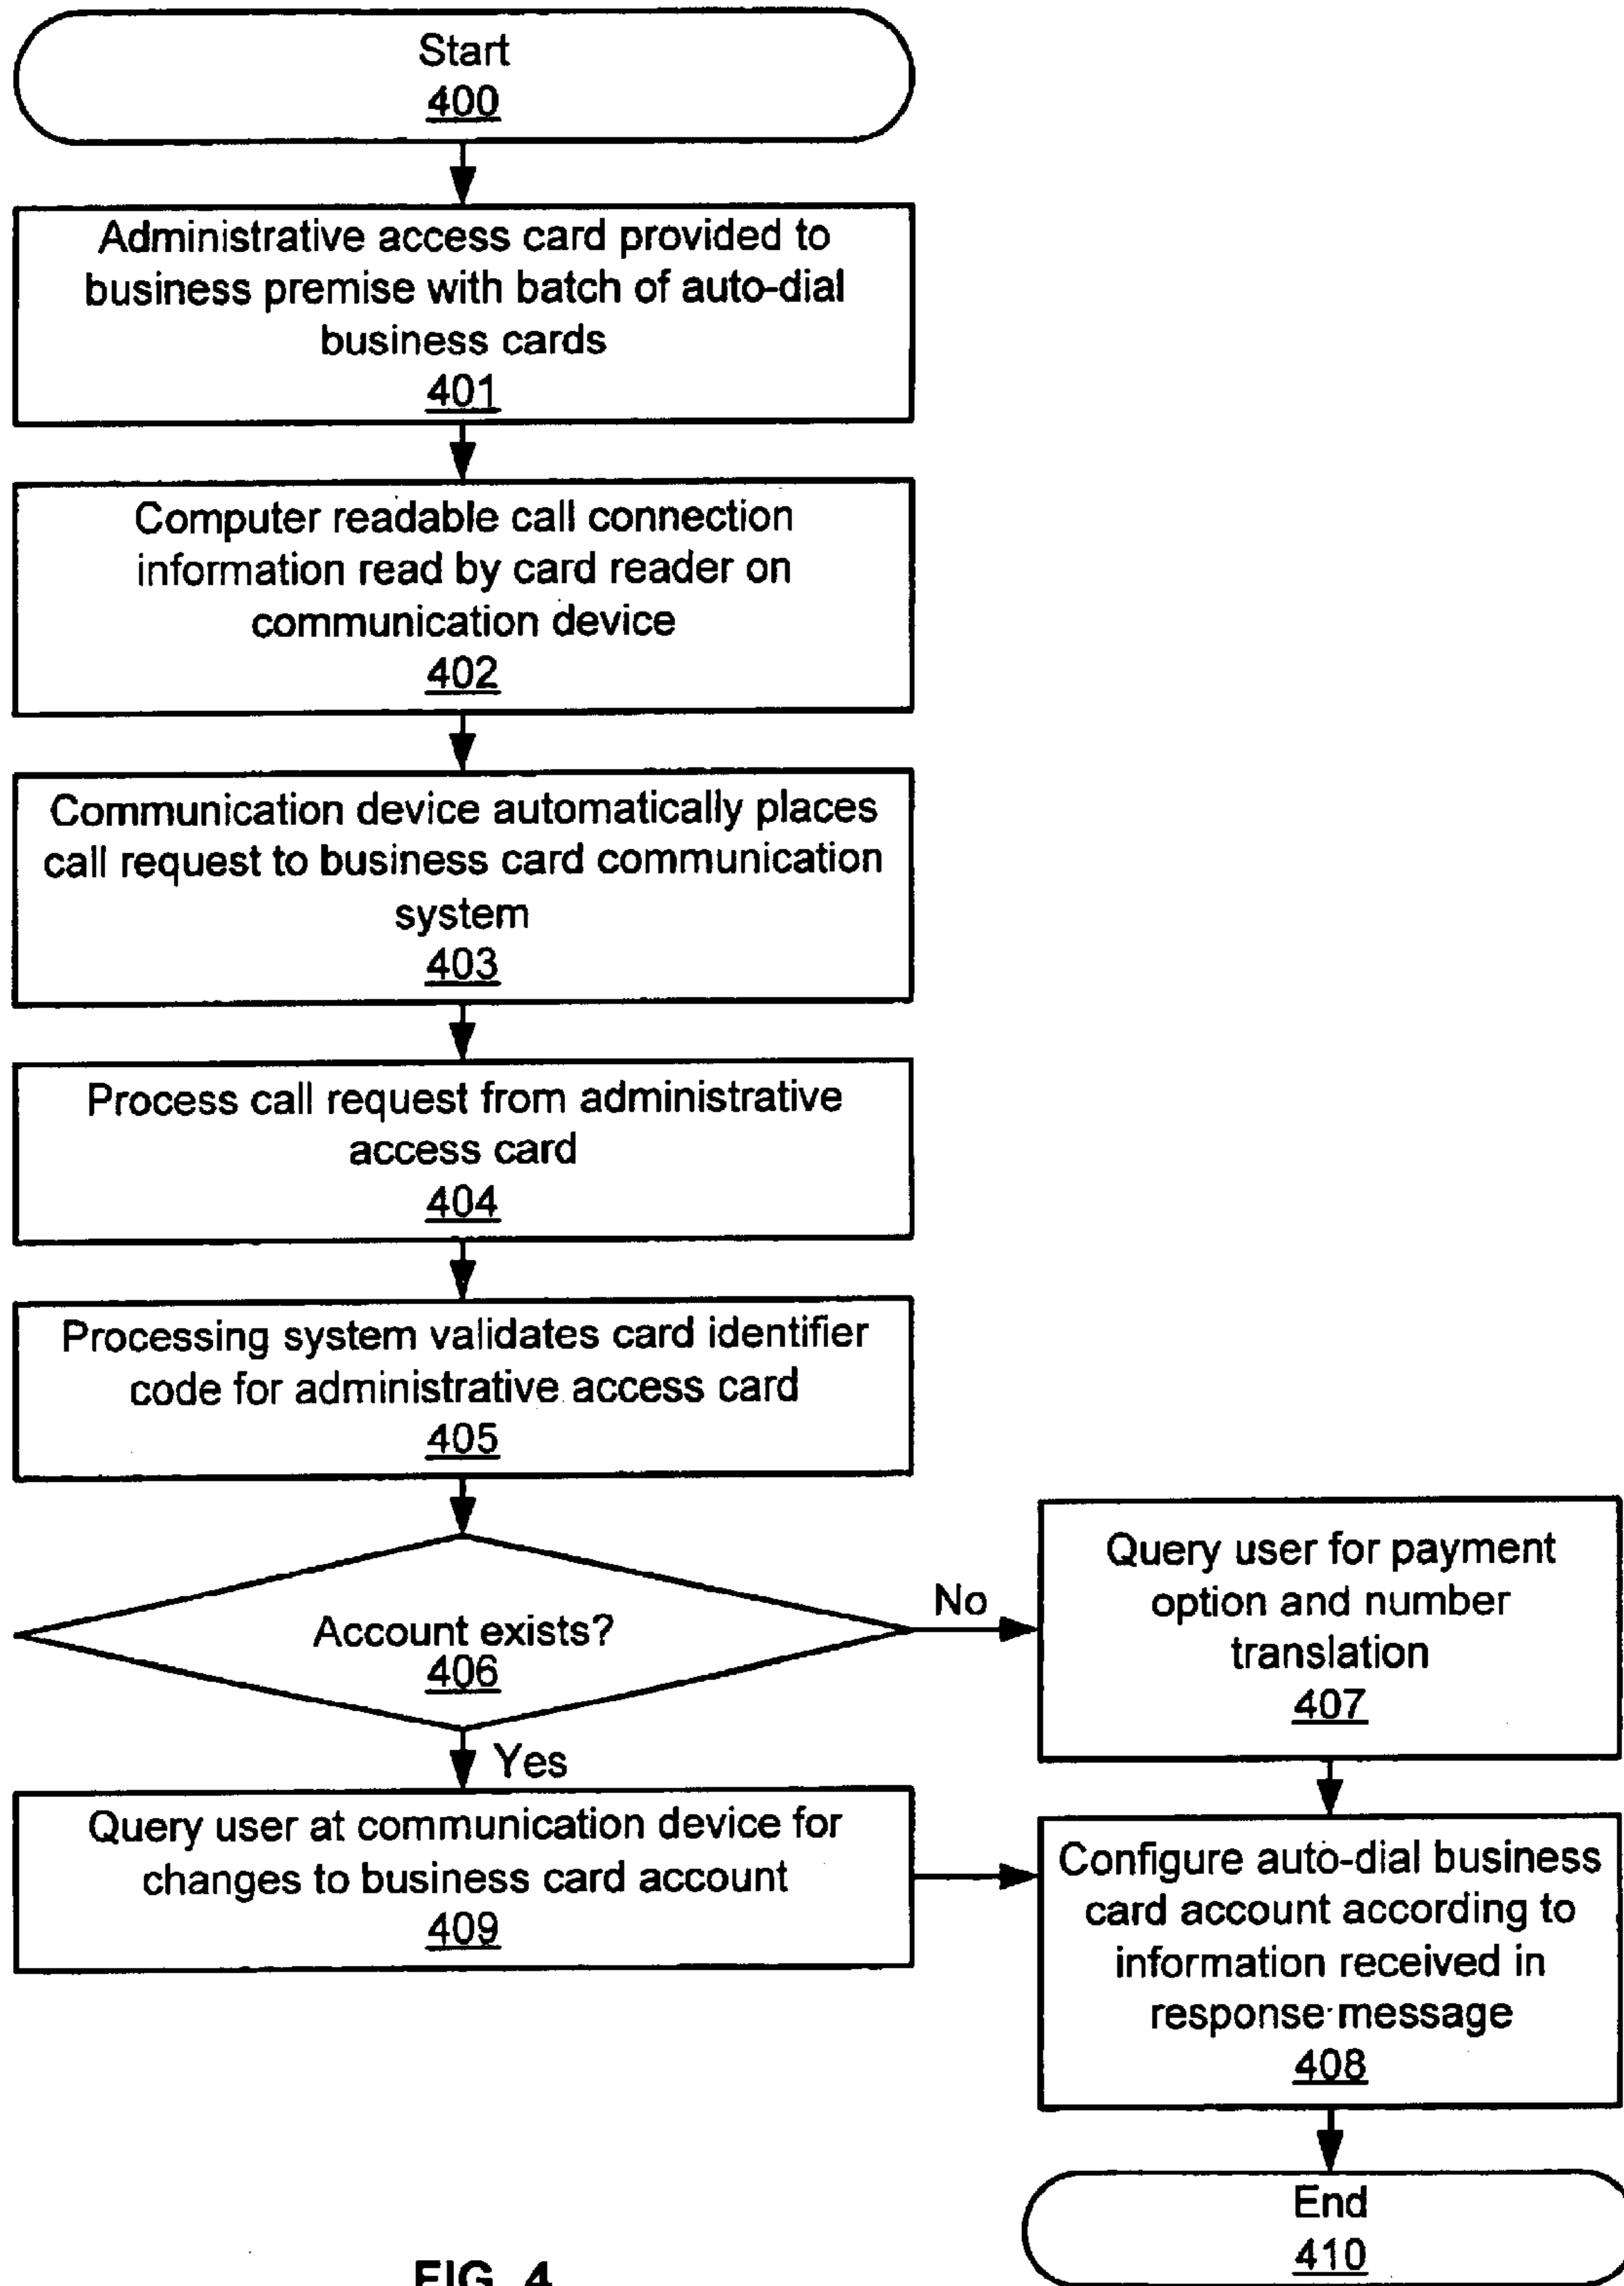 Start
400
Administrative access card provided to
business premise with batch of auto-dial
business cards
401
Computer readable call connection
information read by card reader on
communication device
402
Communication device automatically places
call request to business card communication
system
403
Process call request from administrative
access card
404
Processing system validates card identifier
code for administrative access card
405
Account exists?
406
No
Query user for payment
option and number
translation
407
Yes
Query user at communication device for
changes to business card account
409
Configure auto-dial business
card account according to
information received in
response message
408
End
410
FIG. 4